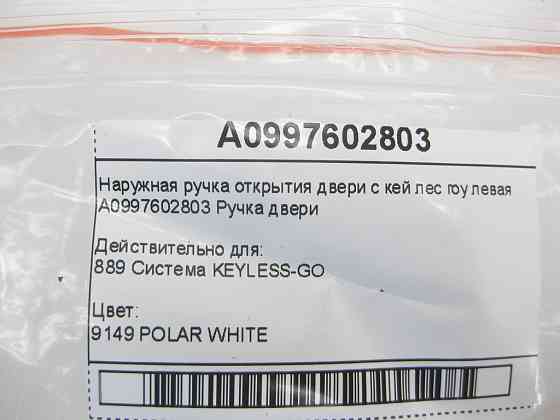 A0997602803
Наружная ручка открытия двери с кей лес гоу левая
A0997602803 Ручка двери
Действительно для:
889 Система KEYLESS-GO
Цвет:
9149 POLAR WHITE